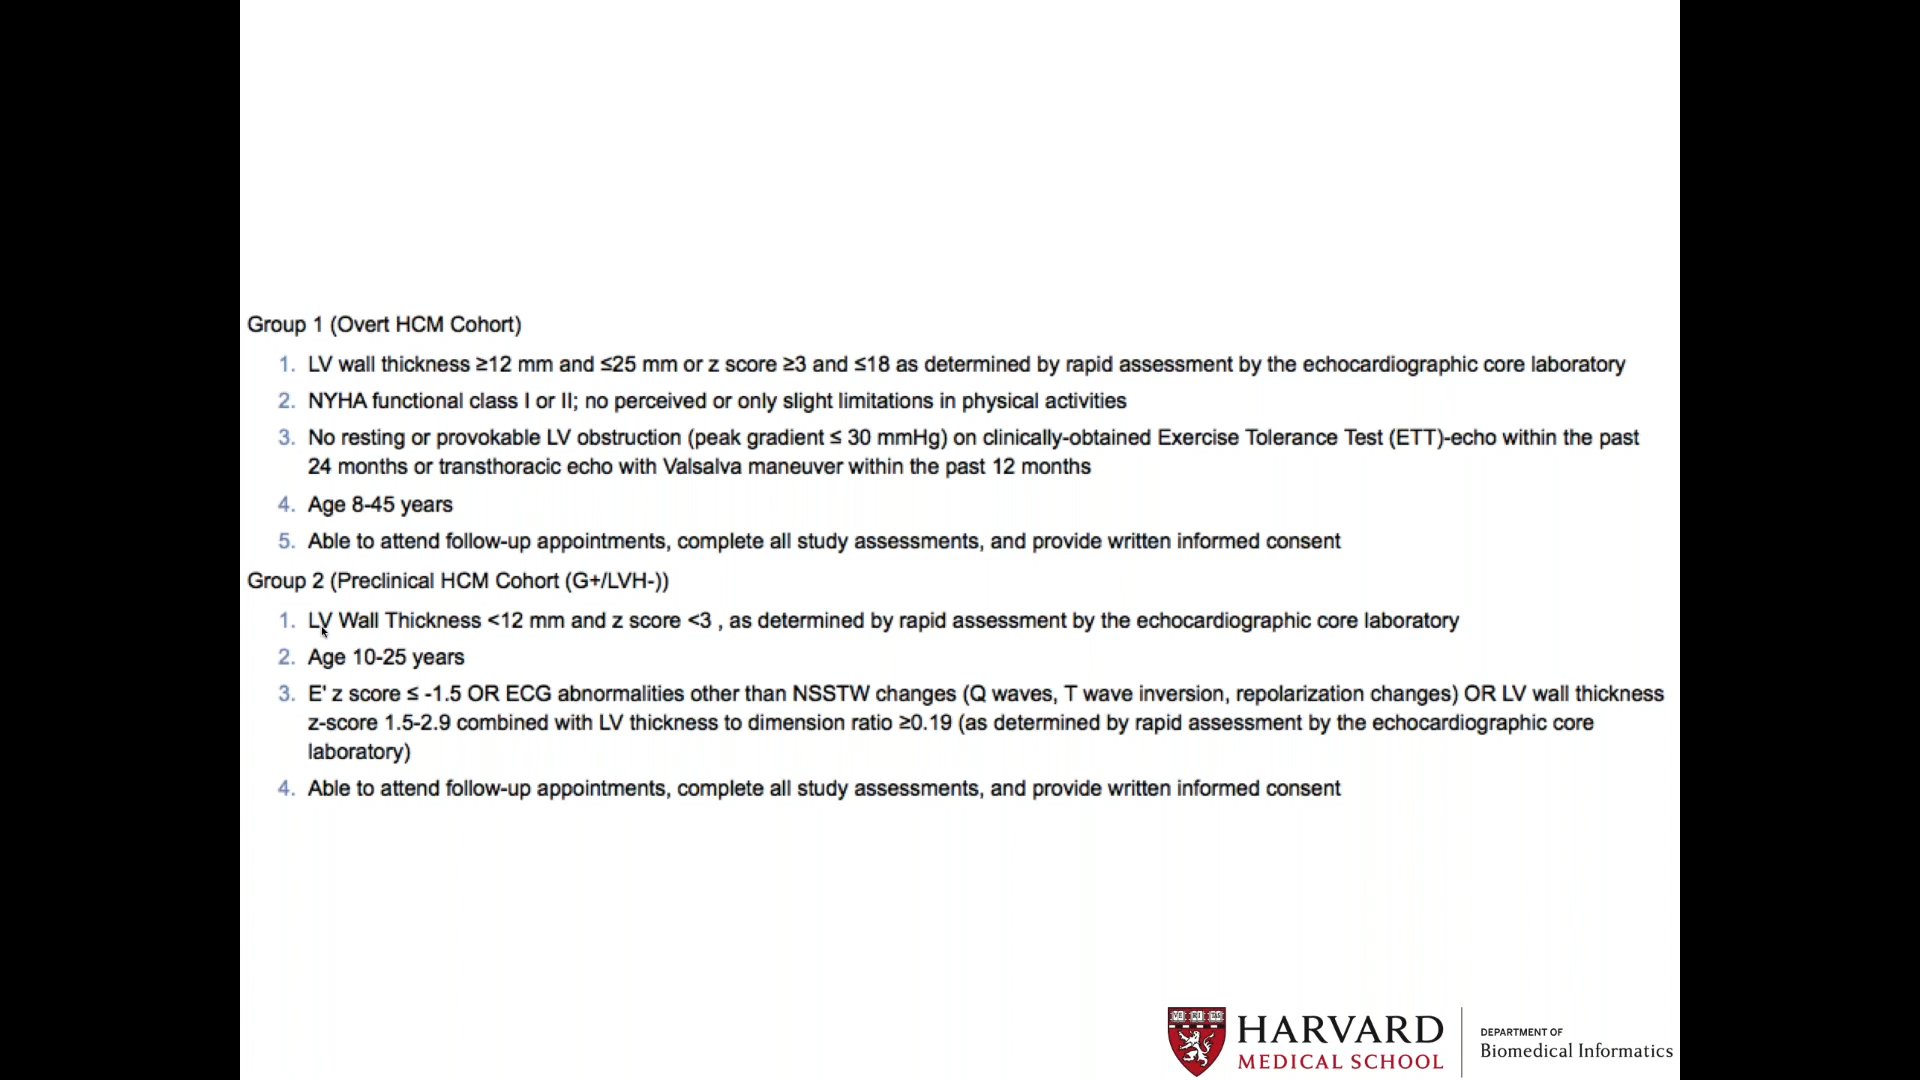 Group 1 (Overt HCM Cohort)
1. LV wall thickness ≥12 mm and ≤25 mm or z score ≥3 and ≤18 as determined by rapid assessment by the echocardiographic core laboratory
2. NYHA functional class I or II; no perceived or only slight limitations in physical activities
3. No resting or provokable LV obstruction (peak gradient ≤ 30 mmHg) on clinically-obtained Exercise Tolerance Test (ETT)-echo within the past
24 months or transthoracic echo with Valsalva maneuver within the past 12 months
4. Age 8-45 years
5. Able to attend follow-up appointments, complete all study assessments, and provide written informed consent
Group 2 (Preclinical HCM Cohort (G+/LVH-))
1. LV Wall Thickness <12 mm and z score <3 , as determined by rapid assessment by the echocardiographic core laboratory
2. Age 10-25 years
3. E' z score ≤ -1.5 OR ECG abnormalities other than NSSTW changes (Q waves, T wave inversion, repolarization changes) OR LV wall thickness
z-score 1.5-2.9 combined with LV thickness to dimension ratio ≥0.19 (as determined by rapid assessment by the echocardiographic core
laboratory)
4. Able to attend follow-up appointments, complete all study assessments, and provide written informed consent
VE RI TAS
HARVARD
MEDICAL SCHOOL
DEPARTMENT OF
Biomedical Informatics